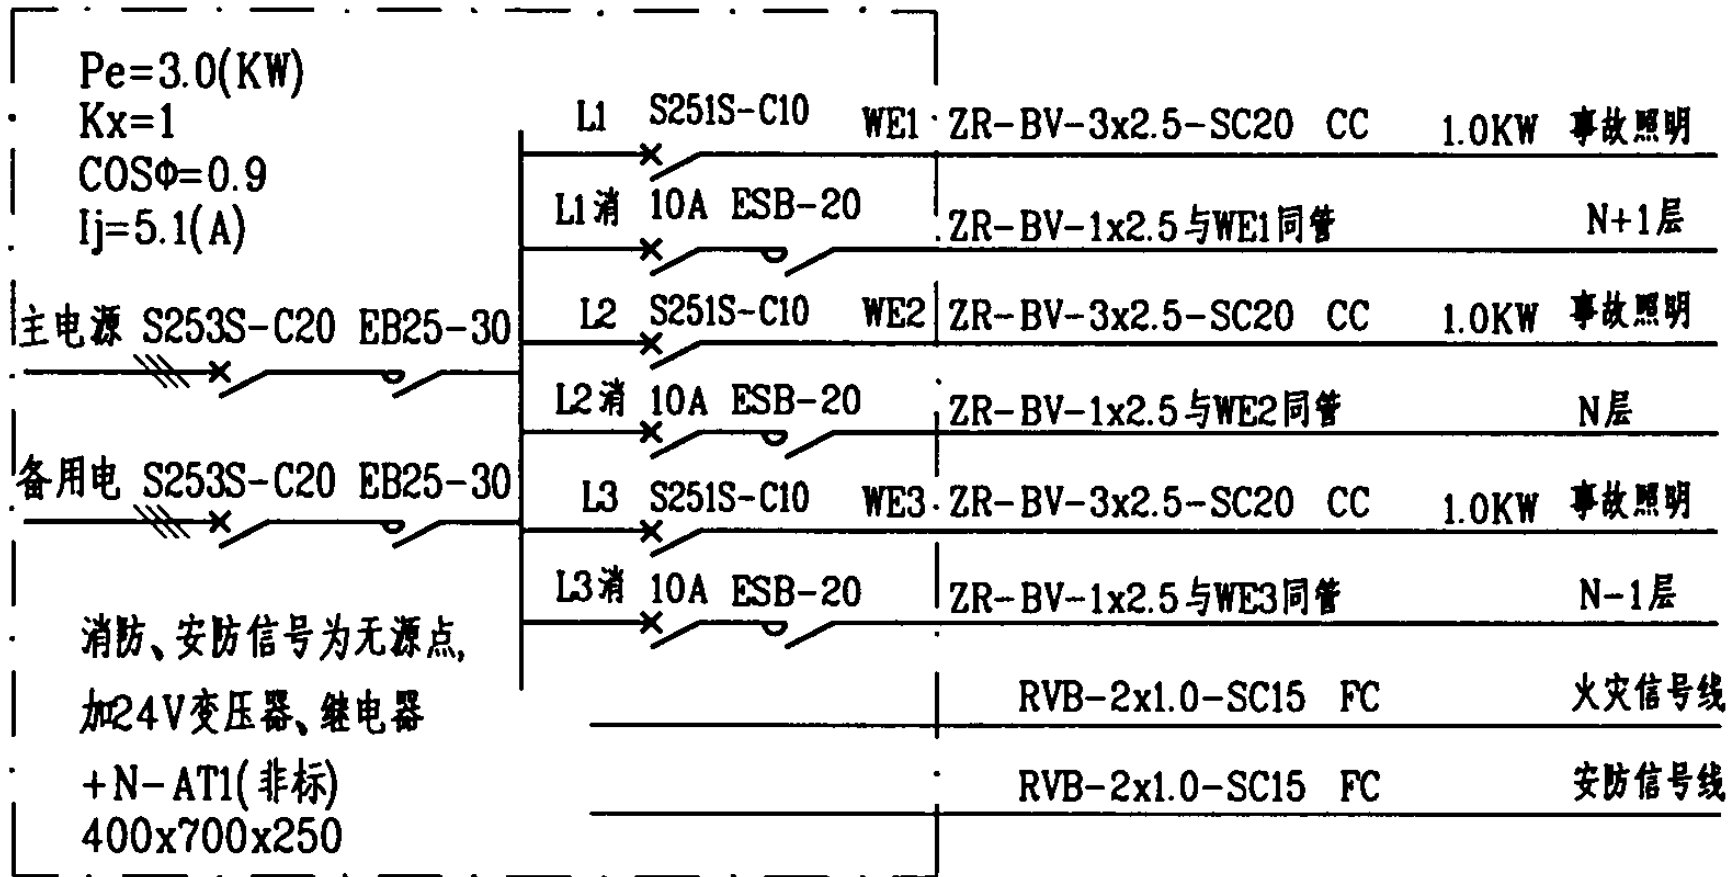 Pe=3.0(KW)
Kx=1
COSΦ=0.9
Ij=5.1(A)
主电源 S253S-C20 EB25-30
备用电 S253S-C20 EB25-30
消防、安防信号为无源点,
加24V变压器、继电器
+N-AT1(非标)
400x700x250
L1 S251S-C10 WE1 ZR-BV-3x2.5-SC20 CC 1.0KW 事故照明
L1消 10A ESB-20 ZR-BV-1x2.5与WE1同管 N+1层
L2 S251S-C10 WE2 ZR-BV-3x2.5-SC20 CC 1.0KW 事故照明
L2消 10A ESB-20 ZR-BV-1x2.5与WE2同管 N层
L3 S251S-C10 WE3 ZR-BV-3x2.5-SC20 CC 1.0KW 事故照明
L3消 10A ESB-20 ZR-BV-1x2.5与WE3同管 N-1层
RVB-2x1.0-SC15 FC 火灾信号线
RVB-2x1.0-SC15 FC 安防信号线